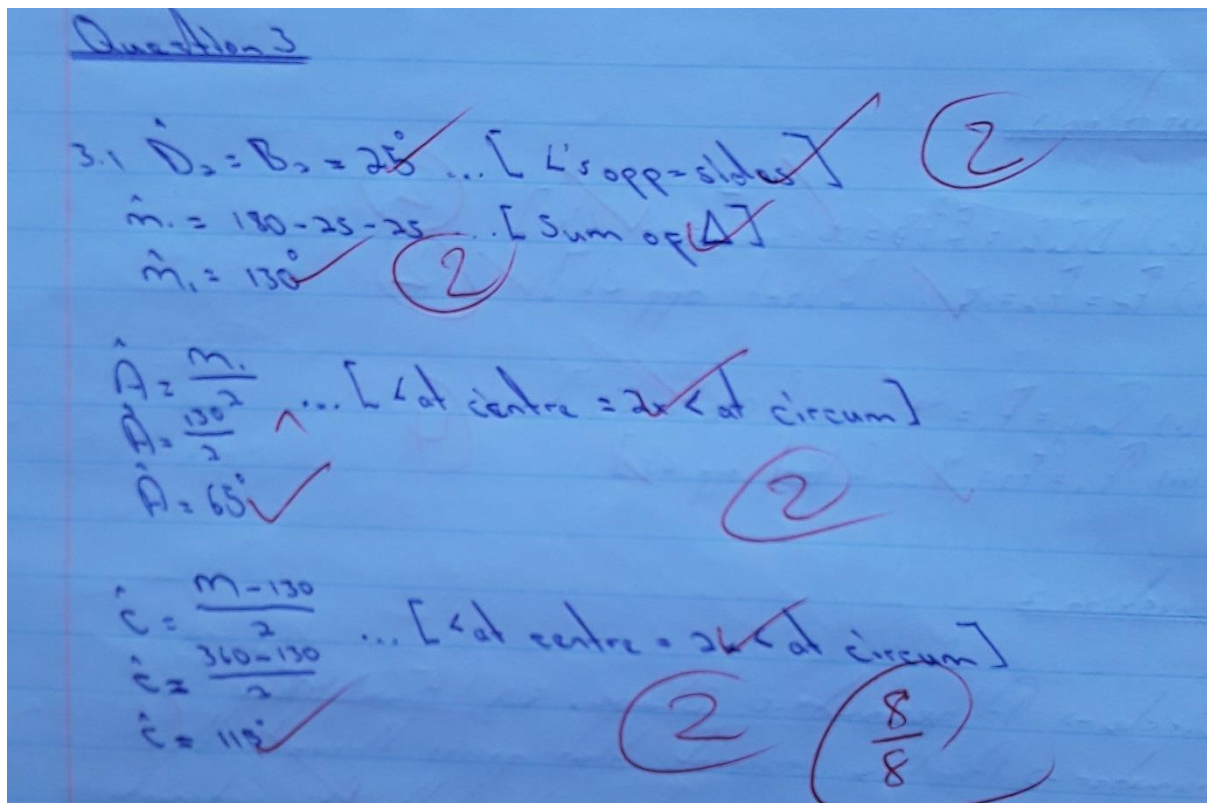 Question 3
3.1 D̂₂ = B₂ = 25° ... [ L's opp = sides ] 2
m̂₁ = 180 - 25 - 25 ... [ Sum of Δ ]
m̂₁ = 130° 2
Â = m₁/2 ... [ < at centre = 2x < at circum ]
Â = 130/2
Â = 65° 2
ĉ = m - 130/2 ... [ < at centre = 2x < at circum ]
ĉ = 360 - 130/2
ĉ = 115° 2 8/8